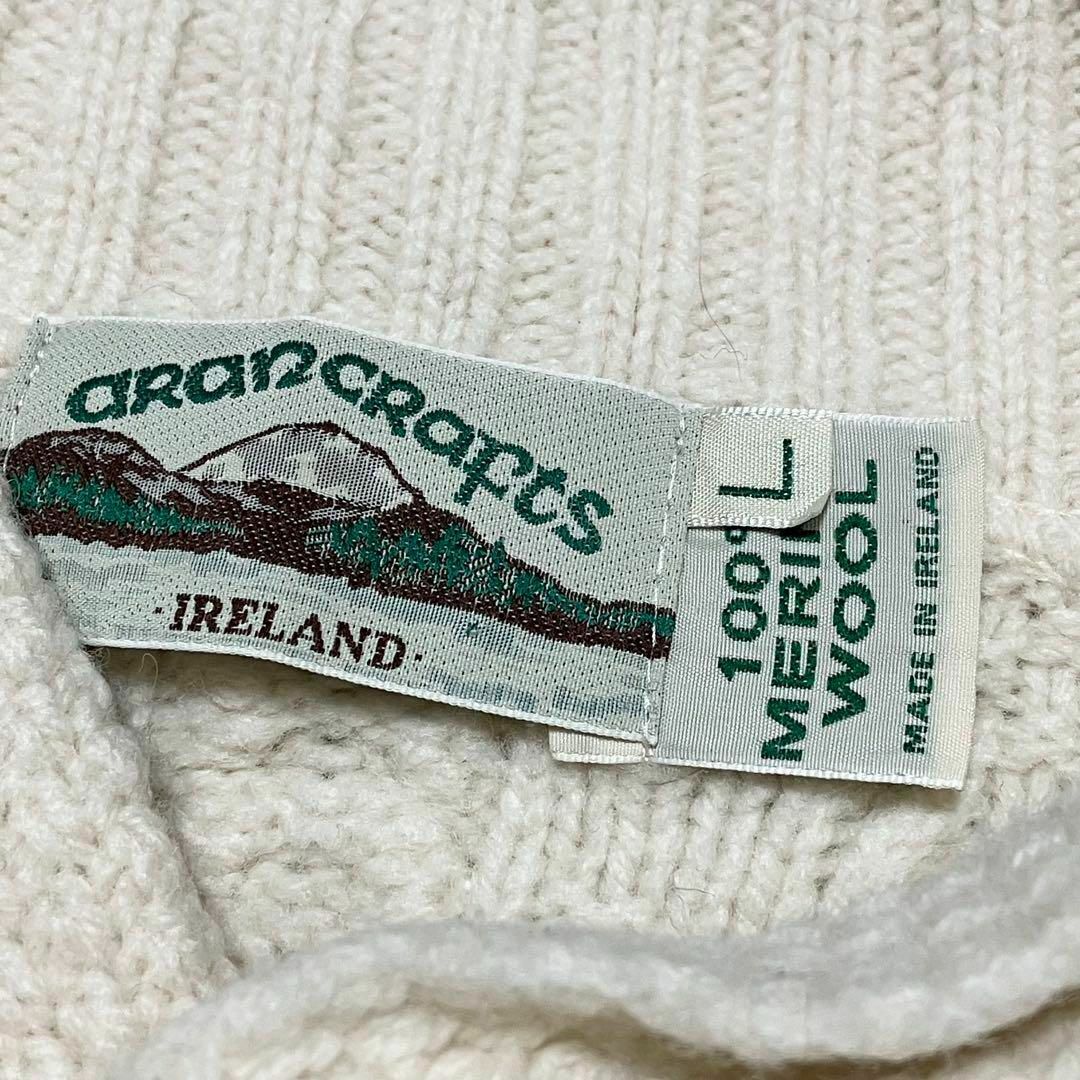 arancrafts
·IRELAND·
L
100%
MERI
WOOL
MADE IN IRELAND